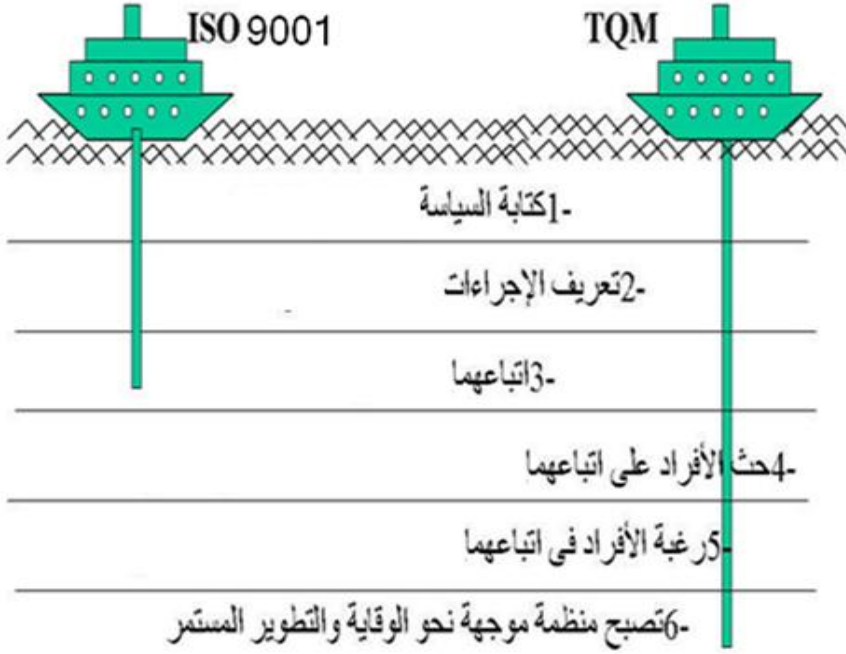 ISO 9001
TQM
1-كتابة السياسة
2-تعريف الإجراءات
3-اتباعهما
4-حث الأفراد على اتباعهما
5-رغبة الأفراد فى اتباعهما
6-تصبح منظمة موجهة نحو الوقاية والتطوير المستمر